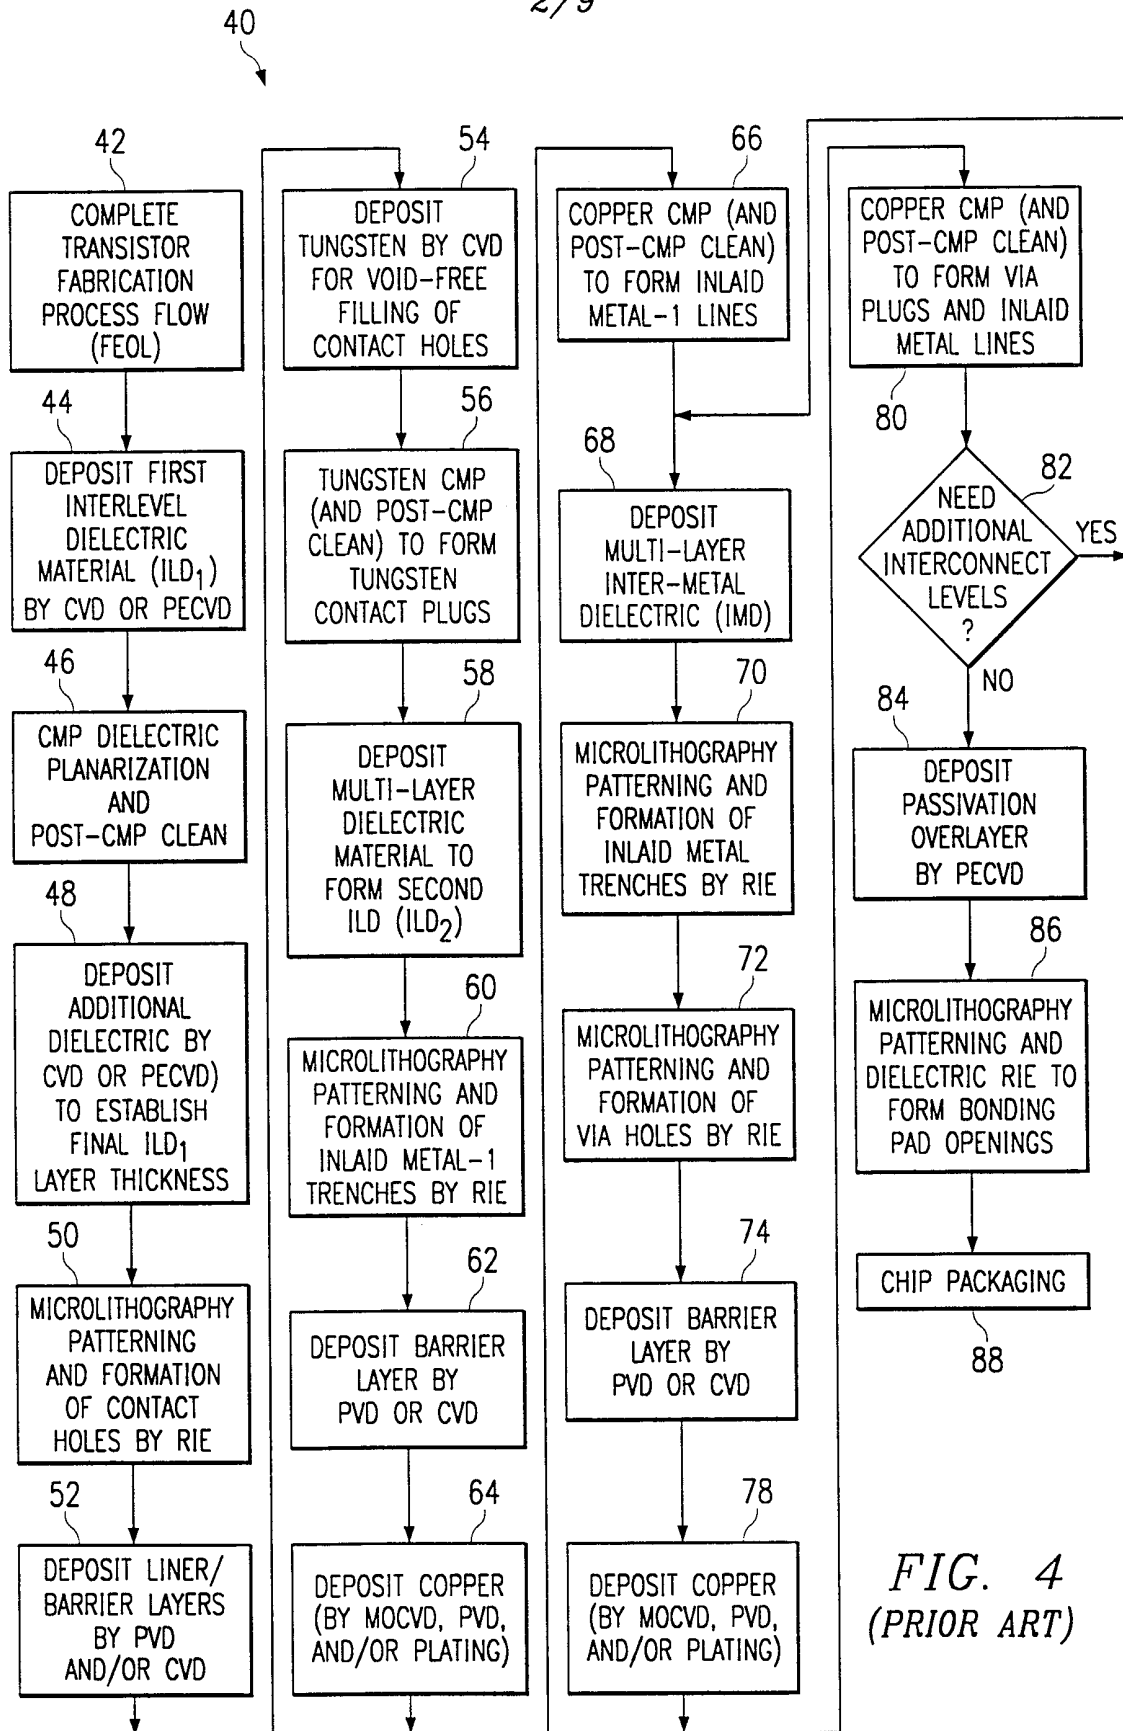 2/9
40
42
COMPLETE
TRANSISTOR
FABRICATION
PROCESS FLOW
(FEOL)
44
DEPOSIT FIRST
INTERLEVEL
DIELECTRIC
MATERIAL (ILD1)
BY CVD OR PECVD
46
CMP DIELECTRIC
PLANARIZATION
AND
POST-CMP CLEAN
48
DEPOSIT
ADDITIONAL
DIELECTRIC BY
CVD OR PECVD)
TO ESTABLISH
FINAL ILD1
LAYER THICKNESS
50
MICROLITHOGRAPHY
PATTERNING
AND FORMATION
OF CONTACT
HOLES BY RIE
52
DEPOSIT LINER/
BARRIER LAYERS
BY PVD
AND/OR CVD
54
DEPOSIT
TUNGSTEN BY CVD
FOR VOID-FREE
FILLING OF
CONTACT HOLES
56
TUNGSTEN CMP
(AND POST-CMP
CLEAN) TO FORM
TUNGSTEN
CONTACT PLUGS
58
DEPOSIT
MULTI-LAYER
DIELECTRIC
MATERIAL TO
FORM SECOND
ILD (ILD2)
60
MICROLITHOGRAPHY
PATTERNING AND
FORMATION OF
INLAID METAL-1
TRENCHES BY RIE
62
DEPOSIT BARRIER
LAYER BY
PVD OR CVD
64
DEPOSIT COPPER
(BY MOCVD, PVD,
AND/OR PLATING)
66
COPPER CMP (AND
POST-CMP CLEAN)
TO FORM INLAID
METAL-1 LINES
68
DEPOSIT
MULTI-LAYER
INTER-METAL
DIELECTRIC (IMD)
70
MICROLITHOGRAPHY
PATTERNING AND
FORMATION OF
INLAID METAL
TRENCHES BY RIE
72
MICROLITHOGRAPHY
PATTERNING AND
FORMATION OF
VIA HOLES BY RIE
74
DEPOSIT BARRIER
LAYER BY
PVD OR CVD
78
DEPOSIT COPPER
(BY MOCVD, PVD,
AND/OR PLATING)
COPPER CMP (AND
POST-CMP CLEAN)
TO FORM VIA
PLUGS AND INLAID
METAL LINES
80
82
NEED
ADDITIONAL
INTERCONNECT
LEVELS
?
YES
NO
84
DEPOSIT
PASSIVATION
OVERLAYER
BY PECVD
86
MICROLITHOGRAPHY
PATTERNING AND
DIELECTRIC RIE TO
FORM BONDING
PAD OPENINGS
CHIP PACKAGING
88
FIG. 4
(PRIOR ART)